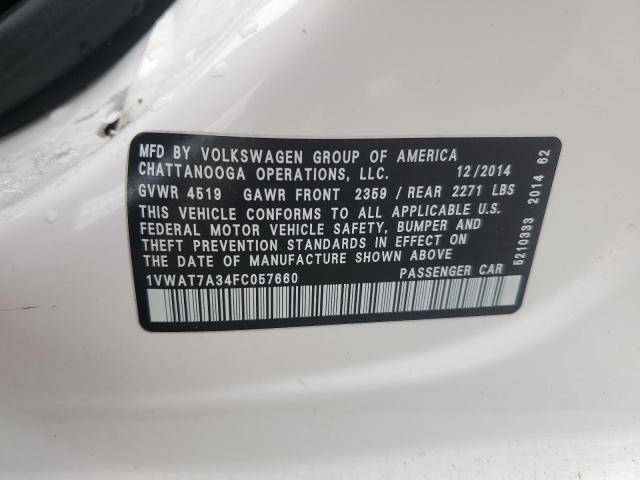 MFD BY VOLKSWAGEN GROUP OF AMERICA
CHATTANOOGA OPERATIONS, LLC. 12/2014
GVWR 4519 GAWR FRONT 2359 / REAR 2271 LBS
THIS VEHICLE CONFORMS TO ALL APPLICABLE U.S.
FEDERAL MOTOR VEHICLE SAFETY, BUMPER AND
THEFT PREVENTION STANDARDS IN EFFECT ON
THE DATE OF MANUFACTURE SHOWN ABOVE
1VWAT7A34FC057660 PASSENGER CAR
5210333 2014 62